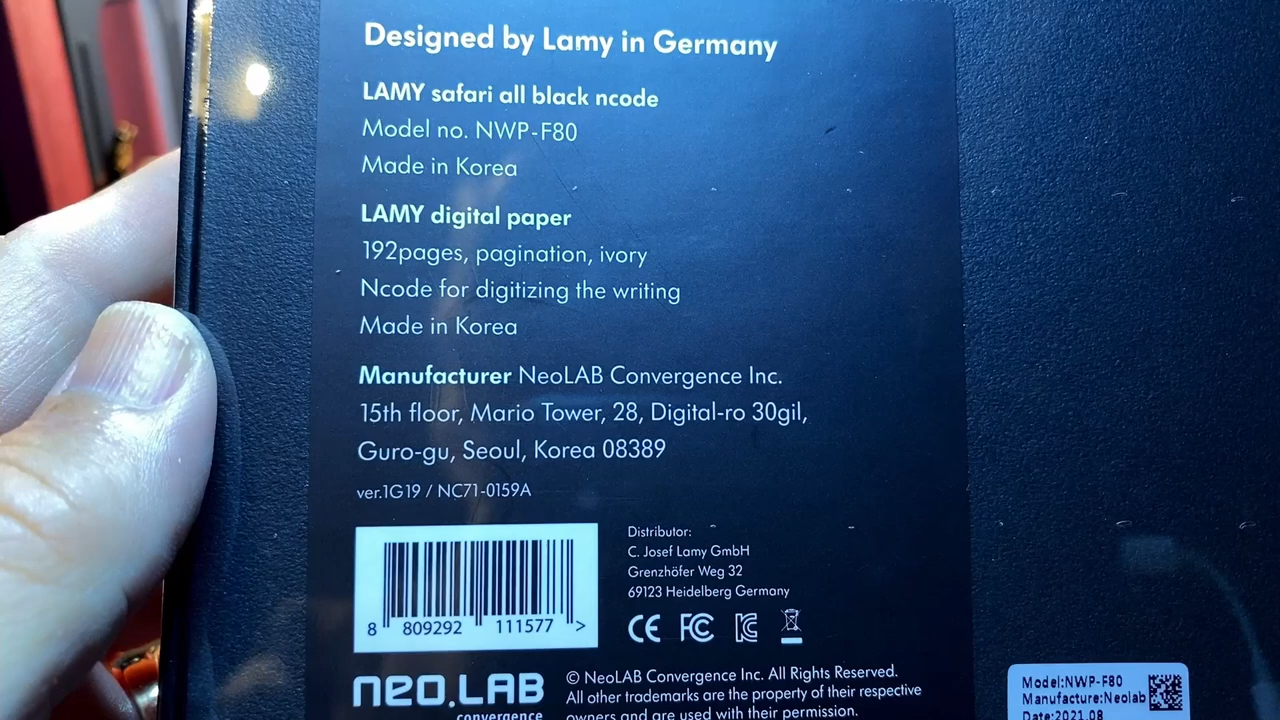 Designed by Lamy in Germany
LAMY safari all black ncode
Model no. NWP-F80
Made in Korea
LAMY digital paper
192pages, pagination, ivory
Ncode for digitizing the writing
Made in Korea
Manufacturer NeoLAB Convergence Inc.
15th floor, Mario Tower, 28, Digital-ro 30gil,
Guro-gu, Seoul, Korea 08389
ver.1G19 / NC71-0159A
8 809292 111577 >
Distributor:
C. Josef Lamy GmbH
Grenzhöfer Weg 32
69123 Heidelberg Germany
CE FC
neo.LAB
convergence
© NeoLAB Convergence Inc. All Rights Reserved.
All other trademarks are the property of their respective
owners and are used with their permission.
Model:NWP-F80
Manufacture:Neolab
Date:2021.08